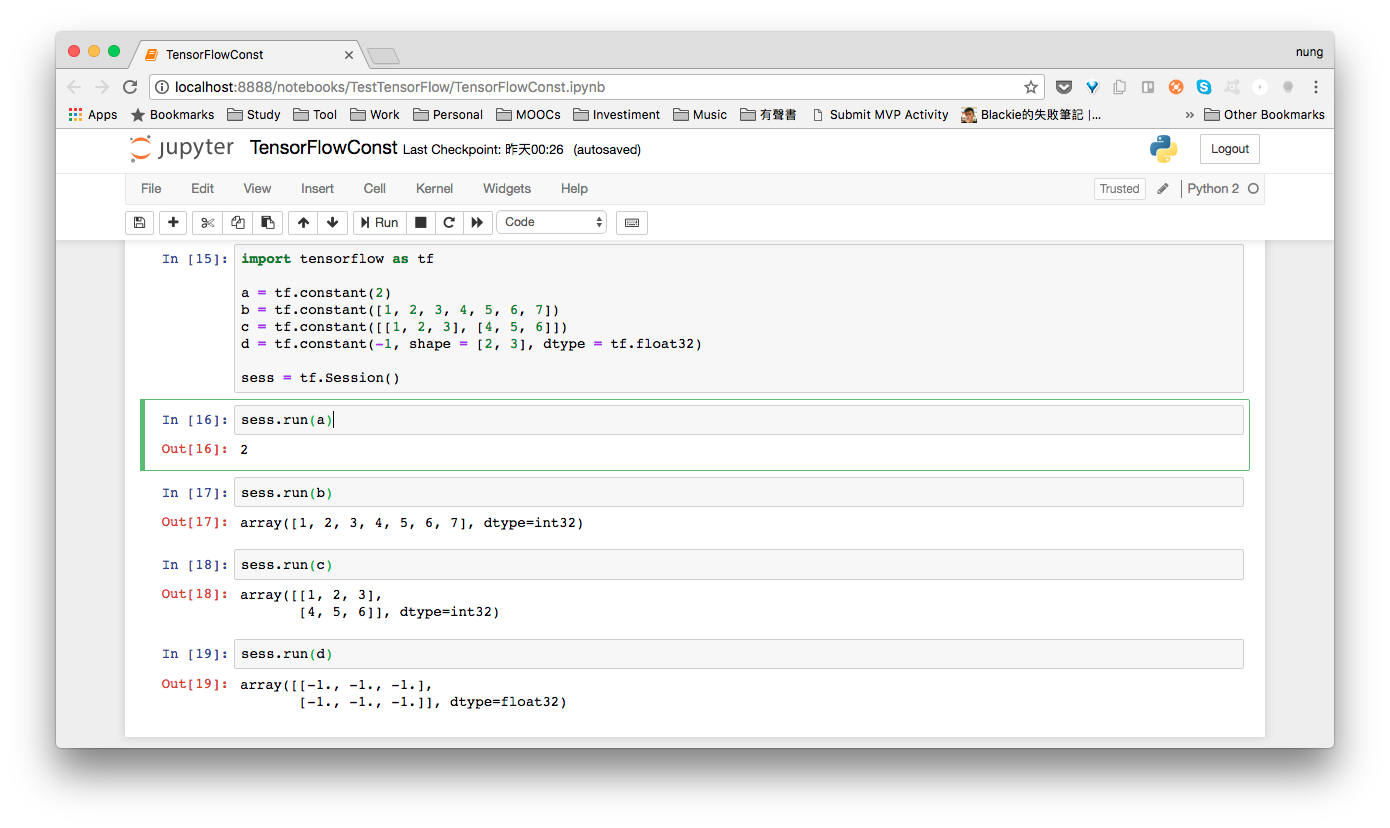 TensorFlowConst
nung
localhost:8888/notebooks/TestTensorFlow/TensorFlowConst.ipynb
Apps Bookmarks Study Tool Work Personal MOOCs Investiment Music 有聲書 Submit MVP Activity Blackie的失敗筆記 |... » Other Bookmarks
jupyter TensorFlowConst Last Checkpoint: 昨天00:26 (autosaved) Logout
File Edit View Insert Cell Kernel Widgets Help Trusted Python 2
Run Code
In [15]: import tensorflow as tf
a = tf.constant(2)
b = tf.constant([1, 2, 3, 4, 5, 6, 7])
c = tf.constant([[1, 2, 3], [4, 5, 6]])
d = tf.constant(-1, shape = [2, 3], dtype = tf.float32)
sess = tf.Session()
In [16]: sess.run(a)
Out[16]: 2
In [17]: sess.run(b)
Out[17]: array([1, 2, 3, 4, 5, 6, 7], dtype=int32)
In [18]: sess.run(c)
Out[18]: array([[1, 2, 3],
[4, 5, 6]], dtype=int32)
In [19]: sess.run(d)
Out[19]: array([[-1., -1., -1.],
[-1., -1., -1.]], dtype=float32)